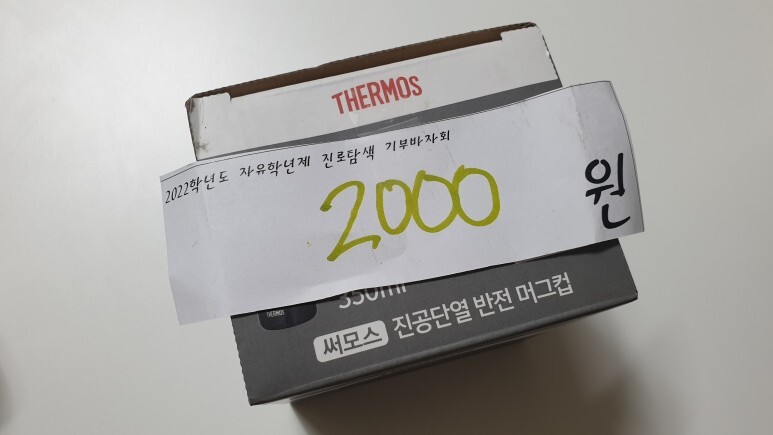 THERMOS
2022학년도 자유학년제 진로탐색 기부바자회
2000 원
350ml
THERMOS
써모스 진공단열 반전 머그컵